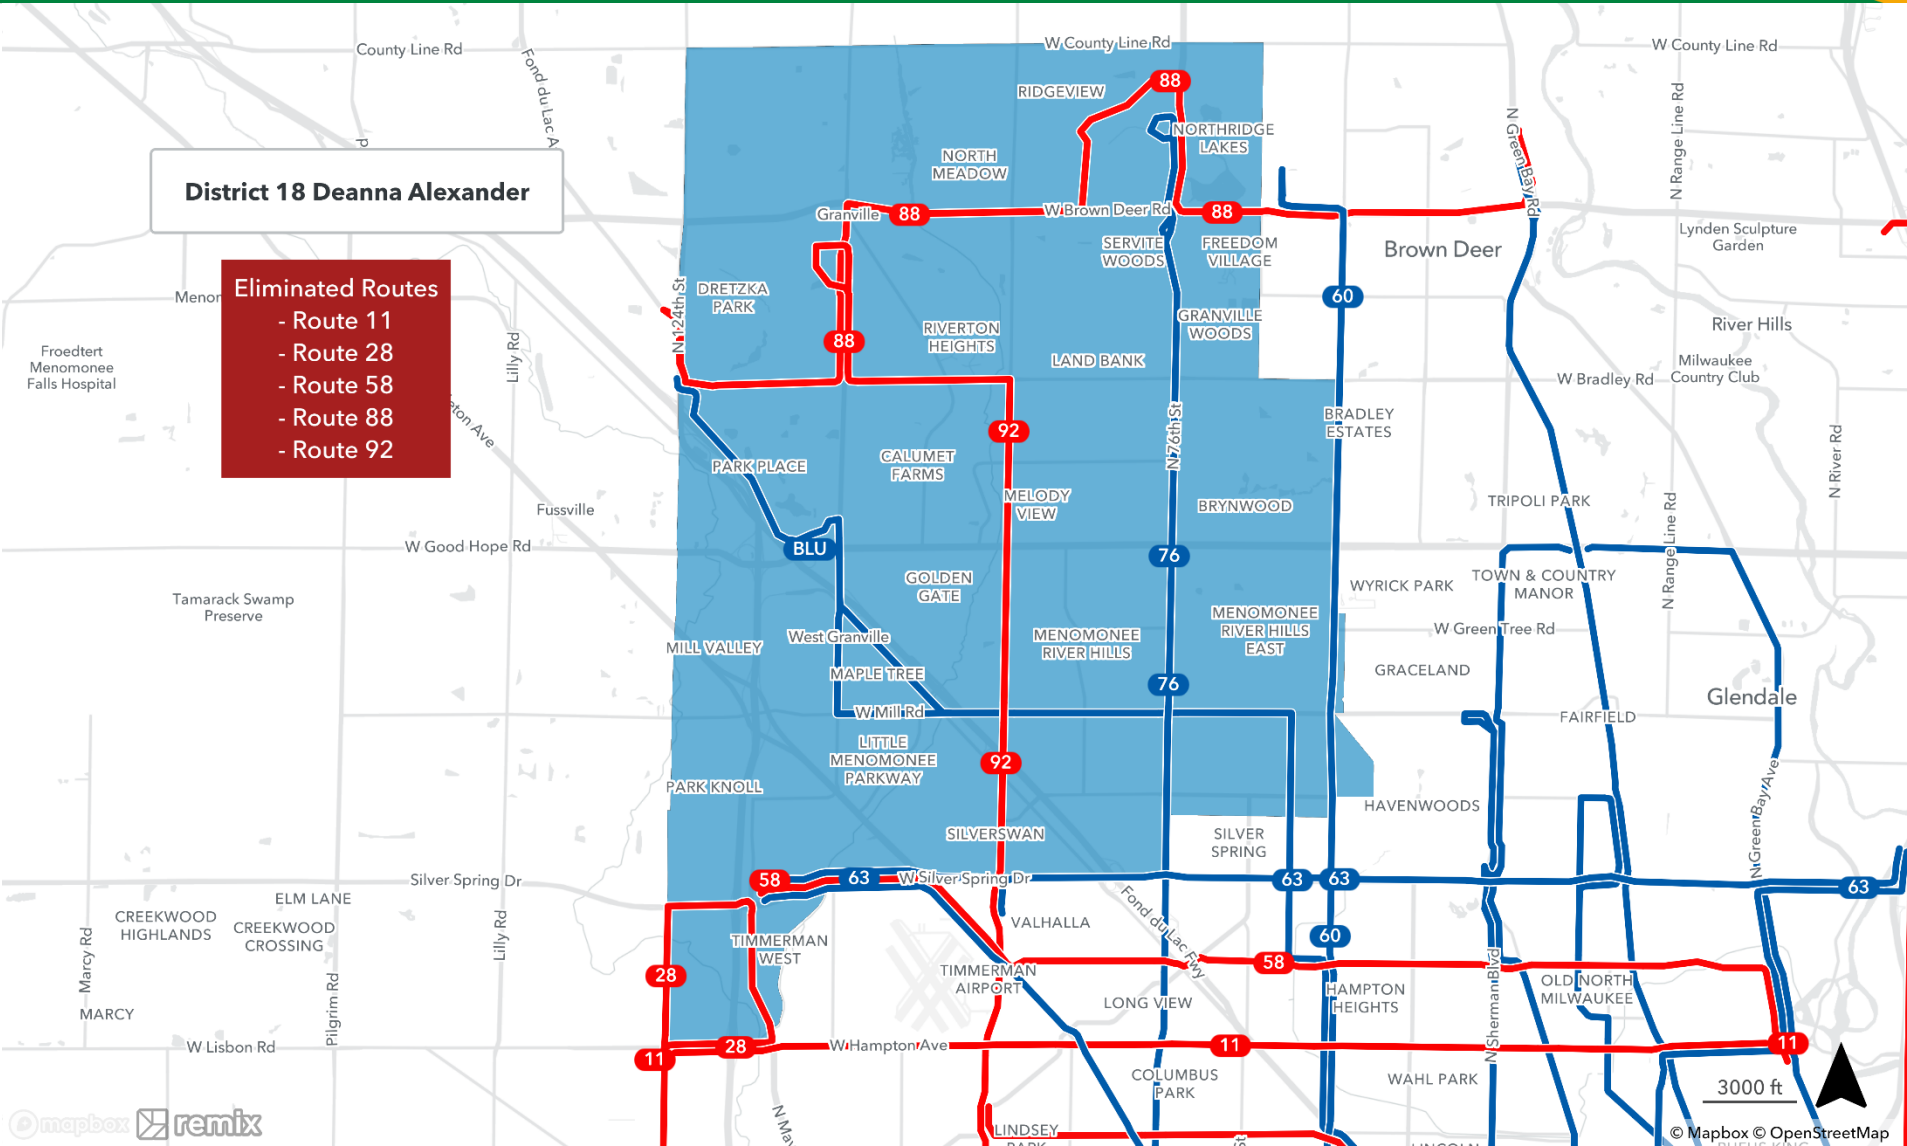 County Line Rd
W County Line Rd
W County Line Rd
Fond du Lac A
88
RIDGEVIEW
N Range Line Rd
N Green Bay Rd
NORTHRIDGE
LAKES
NORTH
MEADOW
District 18 Deanna Alexander
Granville
88
W Brown Deer Rd
88
Lynden Sculpture
Garden
SERVITE
WOODS
FREEDOM
VILLAGE
Brown Deer
Eliminated Routes
- Route 11
- Route 28
- Route 58
- Route 88
- Route 92
Menor
N 124th St
DRETZKA
PARK
60
GRANVILLE
WOODS
River Hills
RIVERTON
HEIGHTS
88
Lilly Rd
Froedtert
Menomonee
Falls Hospital
LAND BANK
Milwaukee
Country Club
W Bradley Rd
eton Ave
BRADLEY
ESTATES
92
N 76th St
N River Rd
PARK PLACE
CALUMET
FARMS
MELODY
VIEW
BRYNWOOD
TRIPOLI PARK
Fussville
N Range Line Rd
W Good Hope Rd
BLU
76
GOLDEN
GATE
WYRICK PARK
TOWN & COUNTRY
MANOR
Tamarack Swamp
Preserve
MENOMONEE
RIVER HILLS
EAST
W Green Tree Rd
West Granville
MENOMONEE
RIVER HILLS
MILL VALLEY
MAPLE TREE
GRACELAND
76
Glendale
W Mill Rd
FAIRFIELD
LITTLE
MENOMONEE
PARKWAY
92
PARK KNOLL
HAVENWOODS
N Green Bay Ave
SILVERSWAN
SILVER
SPRING
Silver Spring Dr
58
63
W Silver Spring Dr
63
63
63
ELM LANE
CREEKWOOD
HIGHLANDS
CREEKWOOD
CROSSING
Lilly Rd
VALHALLA
Fond du Lac Fwy
60
TIMMERMAN
WEST
Marcy Rd
28
TIMMERMAN
AIRPORT
58
Pilgrim Rd
LONG VIEW
HAMPTON
HEIGHTS
N Sherman Blvd
OLD NORTH
MILWAUKEE
MARCY
W Lisbon Rd
11
28
W Hampton Ave
11
11
COLUMBUS
PARK
WAHL PARK
3000 ft
mapbox
remix
N May
LINDSEY
PARK
St
LINCOLN
© Mapbox © OpenStreetMap